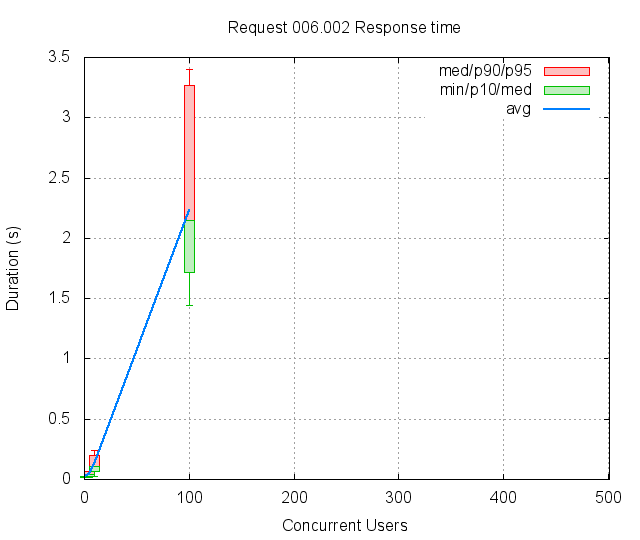 Request 006.002 Response time
3.5
3
2.5
2
1.5
1
0.5
0
med/p90/p95
min/p10/med
avg
Duration (s)
0
100
200
300
400
500
Concurrent Users